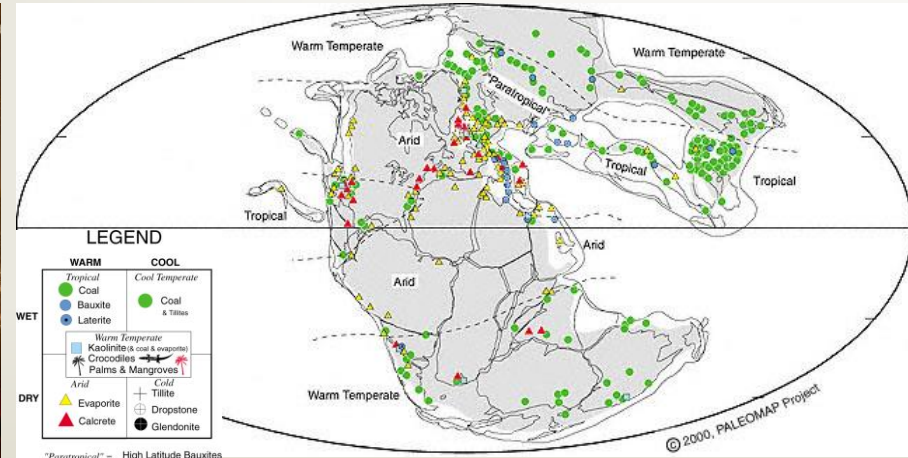 Warm Temperate
Warm Temperate
"Paratropical"
Arid
Tropical
Tropical
Tropical
Arid
Arid
Warm Temperate
© 2000, PALEOMAP Project
LEGEND
WARM COOL
Tropical Cool Temperate
Coal
Bauxite
Laterite
Coal
& Tillites
WET
Warm Temperate
Kaolinite (& coal & evaporite)
Crocodiles
Palms & Mangroves
DRY
Arid Cold
Evaporite
Calcrete
Tillite
Dropstone
Glendonite
"Paratropical" = High Latitude Bauxites